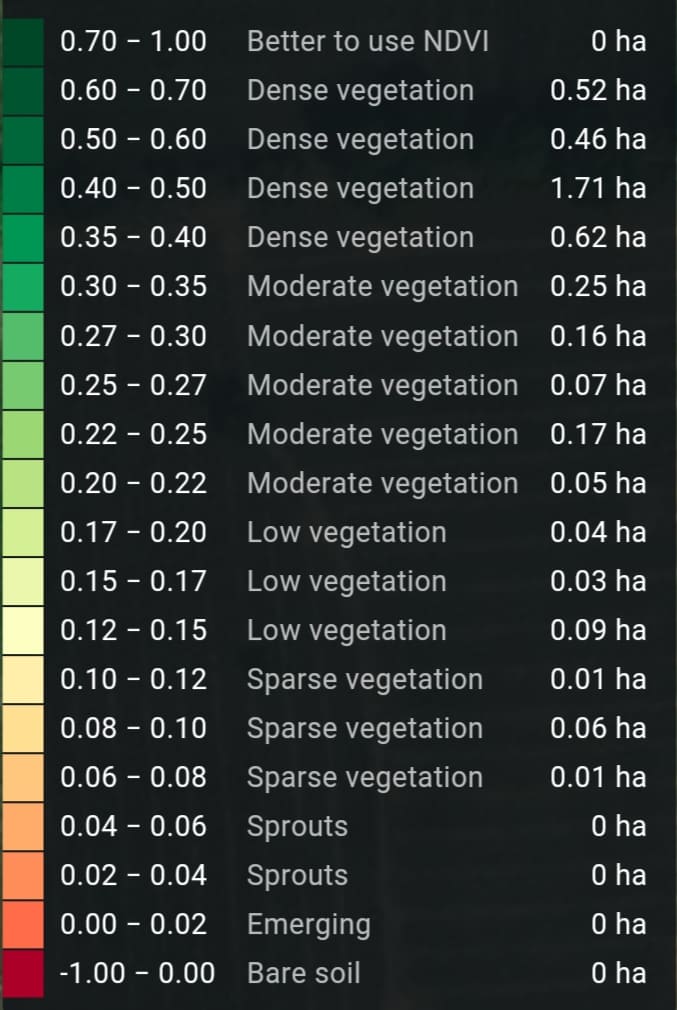 0.70 – 1.00 Better to use NDVI 0 ha
0.60 – 0.70 Dense vegetation 0.52 ha
0.50 – 0.60 Dense vegetation 0.46 ha
0.40 – 0.50 Dense vegetation 1.71 ha
0.35 – 0.40 Dense vegetation 0.62 ha
0.30 – 0.35 Moderate vegetation 0.25 ha
0.27 – 0.30 Moderate vegetation 0.16 ha
0.25 – 0.27 Moderate vegetation 0.07 ha
0.22 – 0.25 Moderate vegetation 0.17 ha
0.20 – 0.22 Moderate vegetation 0.05 ha
0.17 – 0.20 Low vegetation 0.04 ha
0.15 – 0.17 Low vegetation 0.03 ha
0.12 – 0.15 Low vegetation 0.09 ha
0.10 – 0.12 Sparse vegetation 0.01 ha
0.08 – 0.10 Sparse vegetation 0.06 ha
0.06 – 0.08 Sparse vegetation 0.01 ha
0.04 – 0.06 Sprouts 0 ha
0.02 – 0.04 Sprouts 0 ha
0.00 – 0.02 Emerging 0 ha
-1.00 – 0.00 Bare soil 0 ha